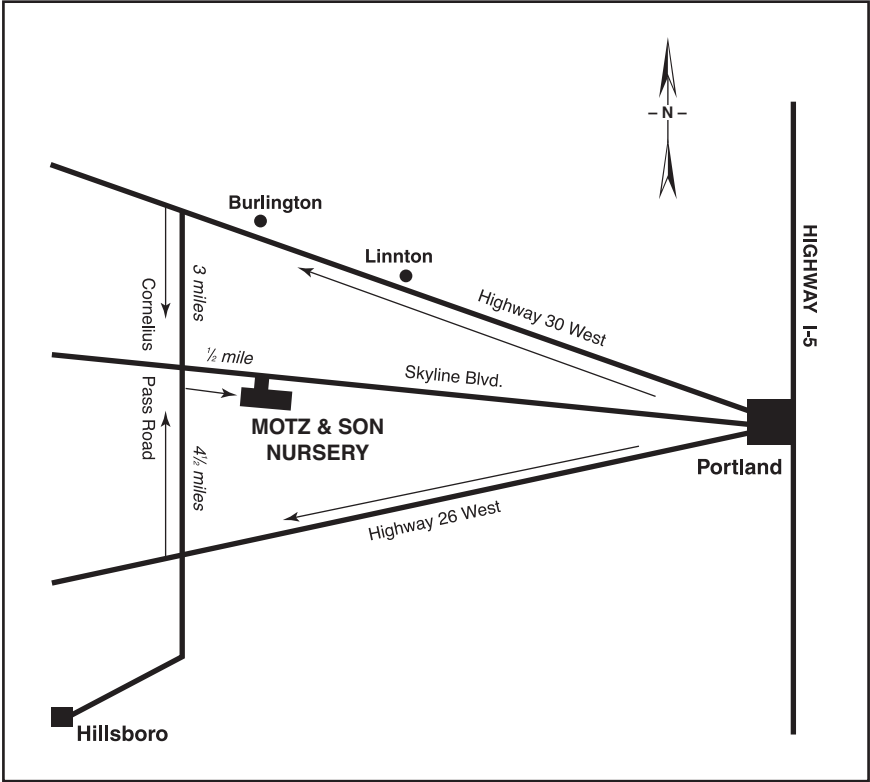 N
HIGHWAY I-5
Burlington
Linnton
Highway 30 West
3 miles
Cornelius Pass Road
½ mile
Skyline Blvd.
MOTZ & SON
NURSERY
Portland
4½ miles
Highway 26 West
Hillsboro